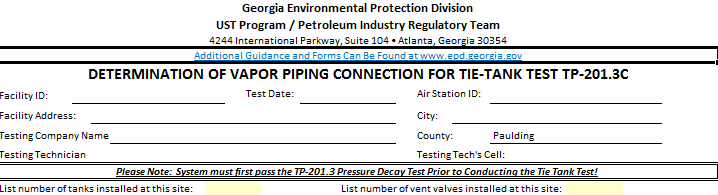 Georgia Environmental Protection Division
UST Program / Petroleum Industry Regulatory Team
4244 International Parkway, Suite 104 • Atlanta, Georgia 30354
Additional Guidance and Forms Can Be Found at www.epd.georgia.gov
DETERMINATION OF VAPOR PIPING CONNECTION FOR TIE-TANK TEST TP-201.3C
Facility ID: Test Date: Air Station ID:
Facility Address: City:
Testing Company Name County: Paulding
Testing Technician Testing Tech's Cell:
Please Note: System must first pass the TP-201.3 Pressure Decay Test Prior to Conducting the Tie Tank Test!
List number of tanks installed at this site: List number of vent valves installed at this site: